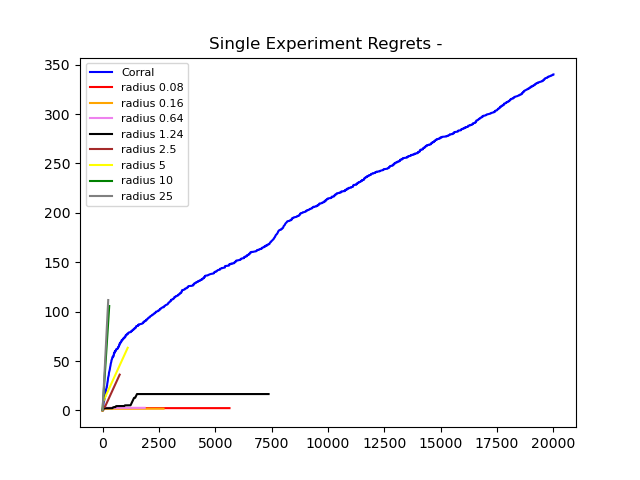 Single Experiment Regrets -
350
300
250
200
150
100
50
0
Corral
radius 0.08
radius 0.16
radius 0.64
radius 1.24
radius 2.5
radius 5
radius 10
radius 25
0 2500 5000 7500 10000 12500 15000 17500 20000